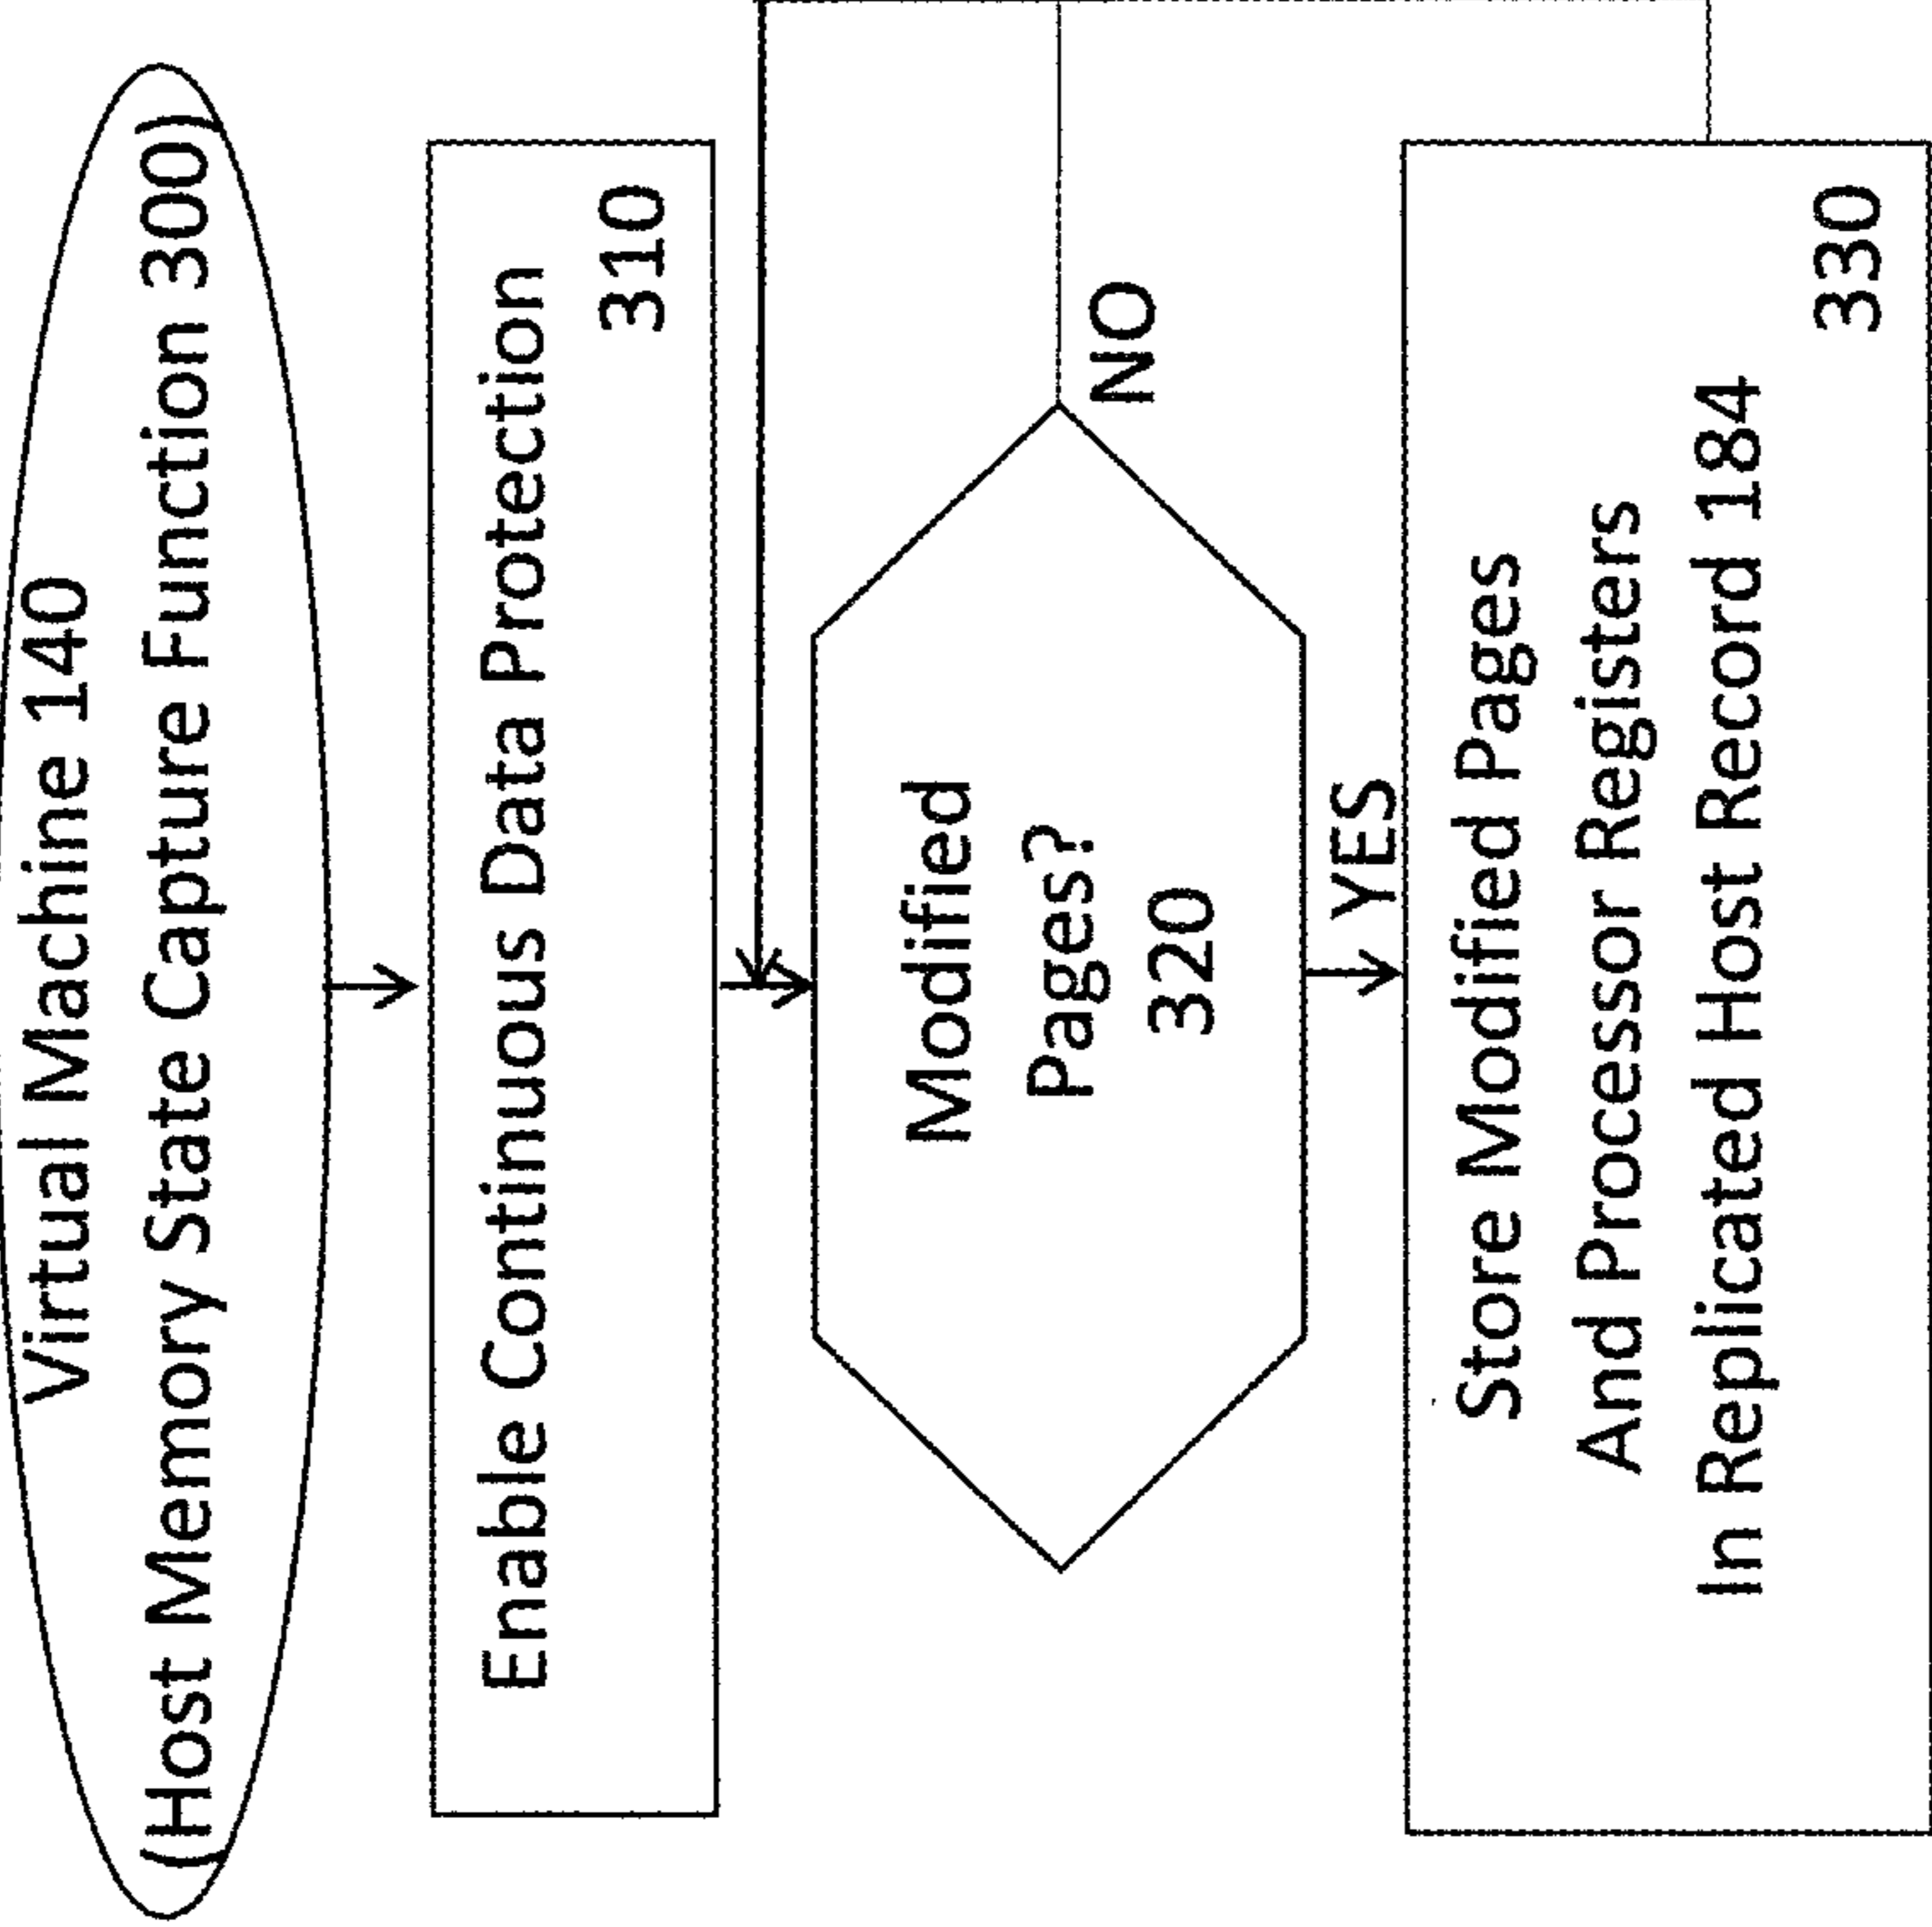 Virtual Machine 140
(Host Memory State Capture Function 300)
Enable Continuous Data Protection
310
Modified
Pages?
320
NO
YES
Store Modified Pages
And Processor Registers
In Replicated Host Record 184
330